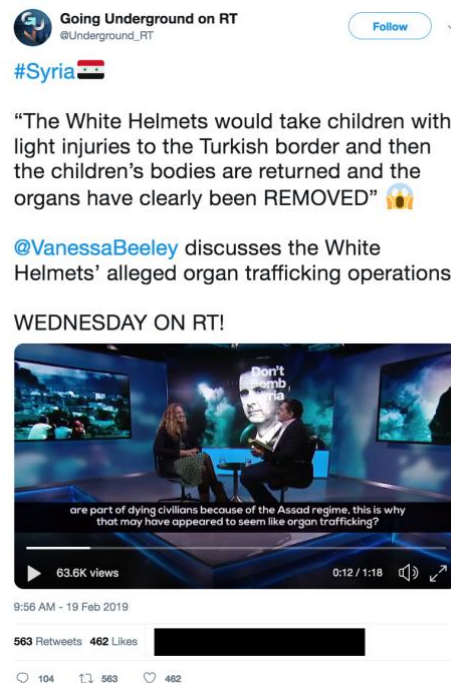 Going Underground on RT
@Underground_RT
Follow
#Syria
“The White Helmets would take children with
light injuries to the Turkish border and then
the children’s bodies are returned and the
organs have clearly been REMOVED”
@VanessaBeeley discusses the White
Helmets’ alleged organ trafficking operations
WEDNESDAY ON RT!
Don't
are part of dying civilians because of the Assad regime, this is why
that may have appeared to seem like organ trafficking?
63.6K views
0:12 / 1:18
9:56 AM - 19 Feb 2019
563 Retweets 462 Likes
104 563 462